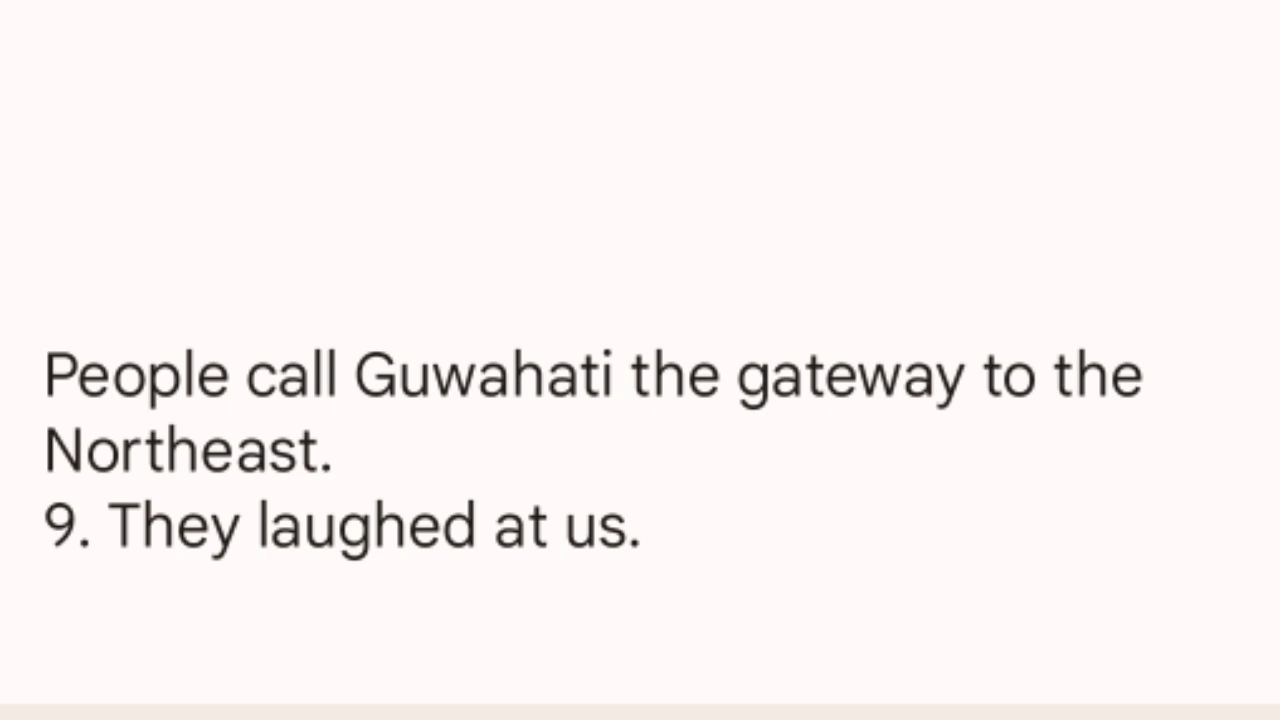 People call Guwahati the gateway to the
Northeast.
9. They laughed at us.